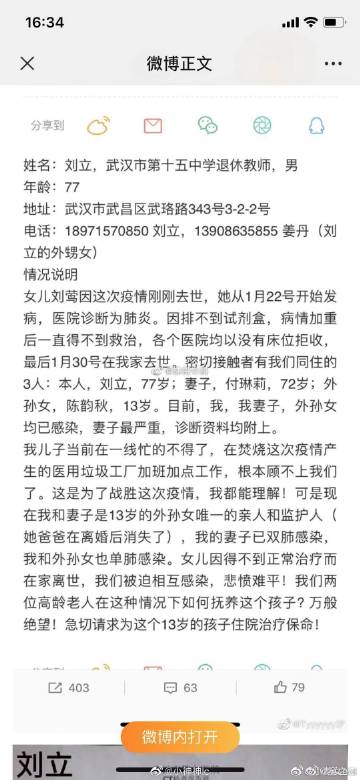 16:34
微博正文
分享到
姓名：刘立，武汉市第十五中学退休教师，男
年龄：77
地址：武汉市武昌区武珞路343号3-2-2号
电话：18971570850 刘立，13908635855 姜丹（刘
立的外甥女）
情况说明
女儿刘莺因这次疫情刚刚去世，她从1月22号开始发
病，医院诊断为肺炎。因排不到试剂盒，病情加重
后一直得不到救治，各个医院均以没有床位拒收，
最后1月30号在我家去世。密切接触者有我们同住的
3人：本人，刘立，77岁；妻子，付琳莉，72岁；外
孙女，陈韵秋，13岁。目前，我，我妻子，外孙女
均已感染，妻子最严重，诊断资料均附上。
我儿子当前在一线忙的不得了，在焚烧这次疫情产
生的医用垃圾工厂加班加点工作，根本顾不上我们
了。这是为了战胜这次疫情，我都能理解！可是现
在我和妻子是13岁的外孙女唯一的亲人和监护人（
她爸爸在离婚后消失了），我的妻子已双肺感染，
我和外孙女也单肺感染。女儿因得不到正常治疗而
在家离世，我们被迫相互感染，悲愤难平！我们两
位高龄老人在这种情况下如何抚养这个孩子？万般
绝望！急切请求为这个13岁的孩子住院治疗保命！
403
63
79
微博内打开
刘立